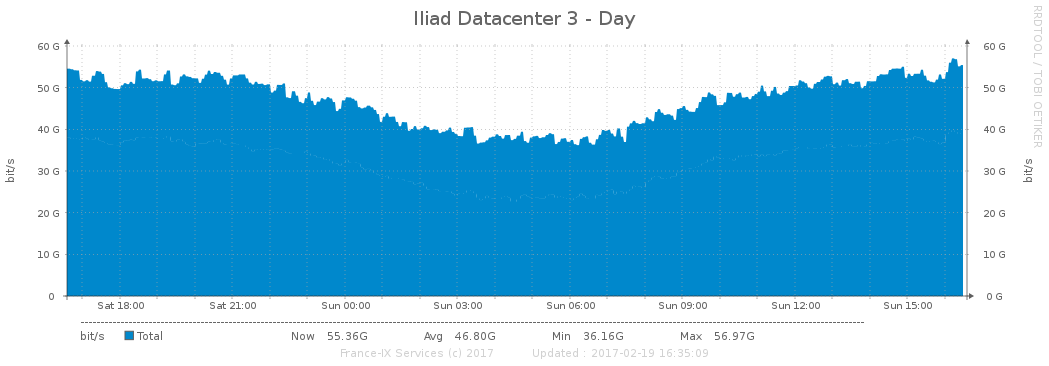 Iliad Datacenter 3 - Day
RRDTOOL / TOBI OETIKER
bit/s
60 G 60 G
50 G 50 G
40 G 40 G
30 G 30 G
20 G 20 G
10 G 10 G
0 0 G
bit/s
Sat 18:00 Sat 21:00 Sun 00:00 Sun 03:00 Sun 06:00 Sun 09:00 Sun 12:00 Sun 15:00
bit/s Total Now 55.36G Avg 46.80G Min 36.16G Max 56.97G
France-IX Services (c) 2017 Updated : 2017-02-19 16:35:09